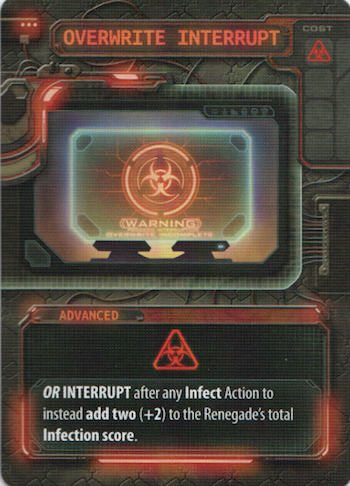 OVERWRITE INTERRUPT
COST
WARNING
OVERWRITE INCOMPLETE
ADVANCED
OR INTERRUPT after any Infect Action to
instead add two (+2) to the Renegade's total
Infection score.